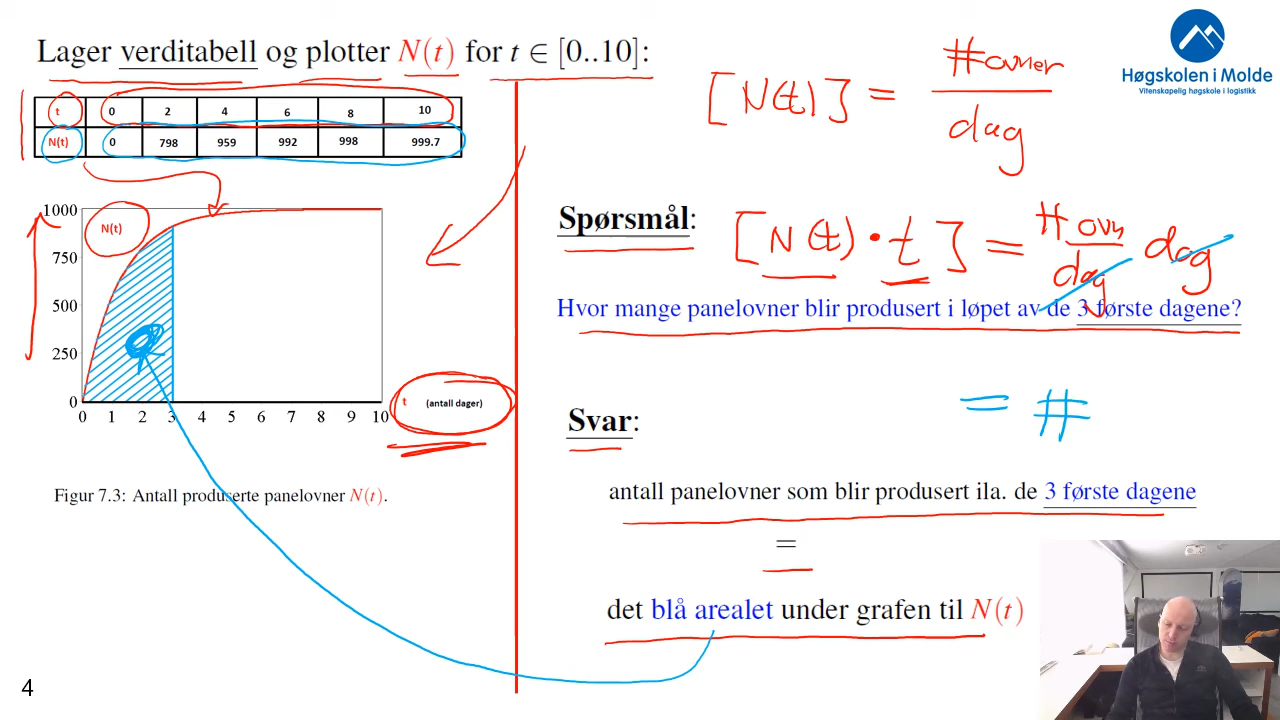 Lager verditabell og plotter N(t) for t ∈ [0..10]:
t 0 2 4 6 8 10
N(t) 0 798 959 992 998 999.7
1000
750
500
250
0
N(t)
0 1 2 3 4 5 6 7 8 9 10
t (antall dager)
Figur 7.3: Antall produserte panelovner N(t).
4
[N(t)] = # ovner / dag
Høgskolen i Molde
Vitenskapelig høgskole i logistikk
Spørsmål: [N(t) · t] = # ovn / dag dag
Hvor mange panelovner blir produsert i løpet av de 3 første dagene?
= #
Svar:
antall panelovner som blir produsert ila. de 3 første dagene
=
det blå arealet under grafen til N(t)